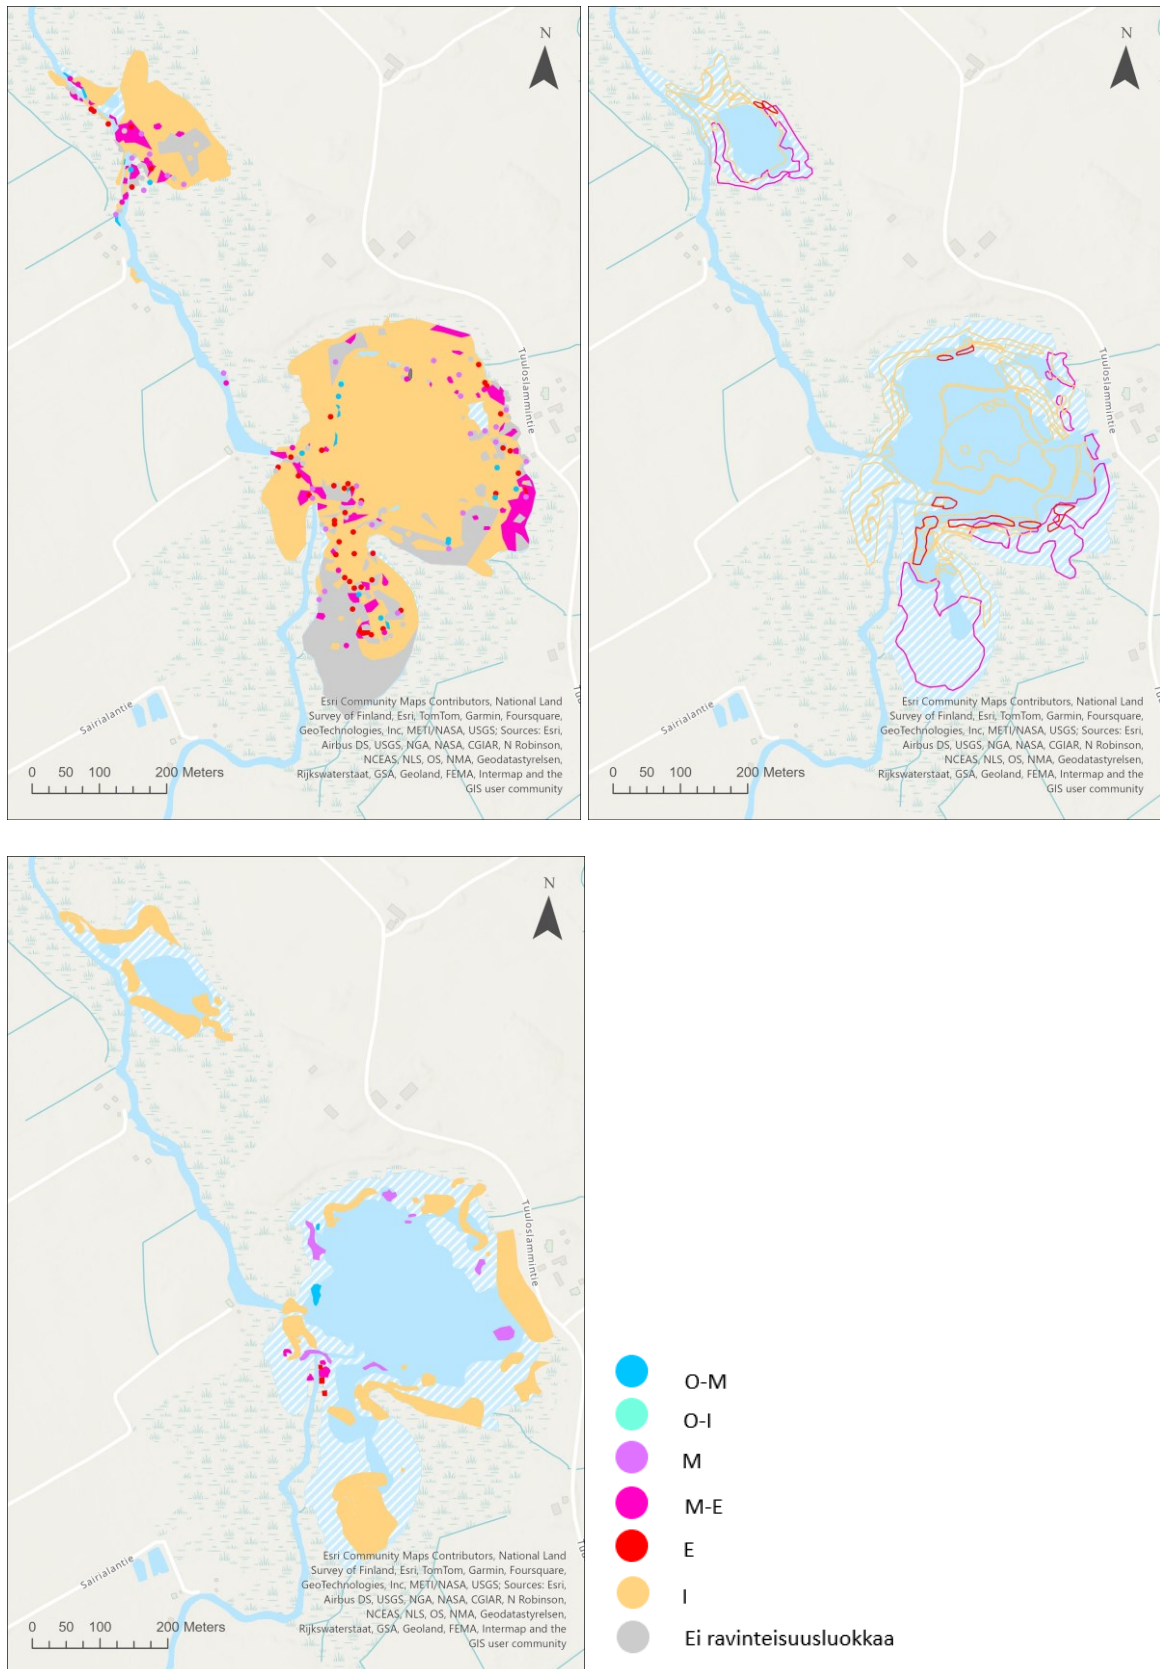 N
Tuuloslammintie
Sairialantie
Tu
Esri Community Maps Contributors, National Land
Survey of Finland, Esri, TomTom, Garmin, Foursquare,
GeoTechnologies, Inc, METI/NASA, USGS; Sources: Esri,
Airbus DS, USGS, NGA, NASA, CGIAR, N Robinson,
NCEAS, NLS, OS, NMA, Geodatastyrelsen,
Rijkswaterstaat, GSA, Geoland, FEMA, Intermap and the
GIS user community
0 50 100 200 Meters
N
Tuuloslammintie
Sairialantie
Tu
Esri Community Maps Contributors, National Land
Survey of Finland, Esri, TomTom, Garmin, Foursquare,
GeoTechnologies, Inc, METI/NASA, USGS; Sources: Esri,
Airbus DS, USGS, NGA, NASA, CGIAR, N Robinson,
NCEAS, NLS, OS, NMA, Geodatastyrelsen,
Rijkswaterstaat, GSA, Geoland, FEMA, Intermap and the
GIS user community
0 50 100 200 Meters
N
Tuuloslammintie
Sairialantie
Tu
Esri Community Maps Contributors, National Land
Survey of Finland, Esri, TomTom, Garmin, Foursquare,
GeoTechnologies, Inc, METI/NASA, USGS; Sources: Esri,
Airbus DS, USGS, NGA, NASA, CGIAR, N Robinson,
NCEAS, NLS, OS, NMA, Geodatastyrelsen,
Rijkswaterstaat, GSA, Geoland, FEMA, Intermap and the
GIS user community
0 50 100 200 Meters
O-M
O-I
M
M-E
E
I
Ei ravinteisuusluokkaa